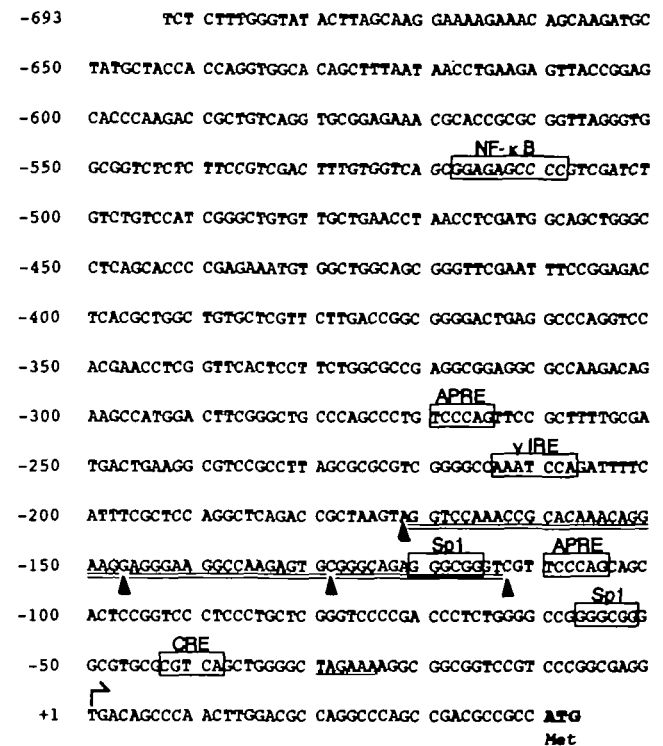 -693 TCT CTTTGGGTAT ACTTAGCAAG GAAAAGAAAC AGCAAGATGC
-650 TATGCTACCA CCAGGTGGCA CAGCTTTAAT AACCTGAAGA GTTACCGGAG
-600 CACCCAAGAC CGCTGTCAGG TGCGGAGAAA CGCACCGCGC GGTTAGGGTG
NF-κB
-550 GCGGTCTCTC TTCCGTCGAC TTTGTGGTCA GCGGAGAGCC CCGTCGATCT
-500 GTCTGTCCAT CGGGCTGTGT TGCTGAACCT AACCTCGATG GCAGCTGGGC
-450 CTCAGCACCC CGAGAAATGT GGCTGGCAGC GGGTTCGAAT TTCCGGAGAC
-400 TCACGCTGGC TGTGCTCGTT CTTGACCGGC GGGGACTGAG GCCCAGGTCC
-350 ACGAACCTCG GTTCACTCCT TCTGGCGCCG AGGCGGAGGC GCCAAGACAG
APRE
-300 AAGCCATGGA CTTCGGGCTG CCCAGCCCTG TCCCAGTTCC GCTTTTGCGA
γ IRE
-250 TGACTGAAGG CGTCCGCCTT AGCGCGCGTC GGGGCCAAAT CCAGATTTTC
-200 ATTTCGCTCC AGGCTCAGAC CGCTAAGTAG GTCCAAACCG CACAAACAGG
Sp1 APRE
-150 AAGGAGGGAA GGCCAAGAGT GCGGGCAGAG GGCGGGTCGT TCCCAGCAGC
Sp1
-100 ACTCCGGTCC CTCCCTGCTC GGGTCCCCGA CCCTCTGGGG CCGGGGCGGG
CRE
-50 GCGTGCGCGT CAGCTGGGGC TAGAAAAGGC GGCGGTCCGT CCCGGCGAGG
+1 TGACAGCCCA ACTTGGACGC CAGGCCCAGC CGACGCCGCC ATG
Met